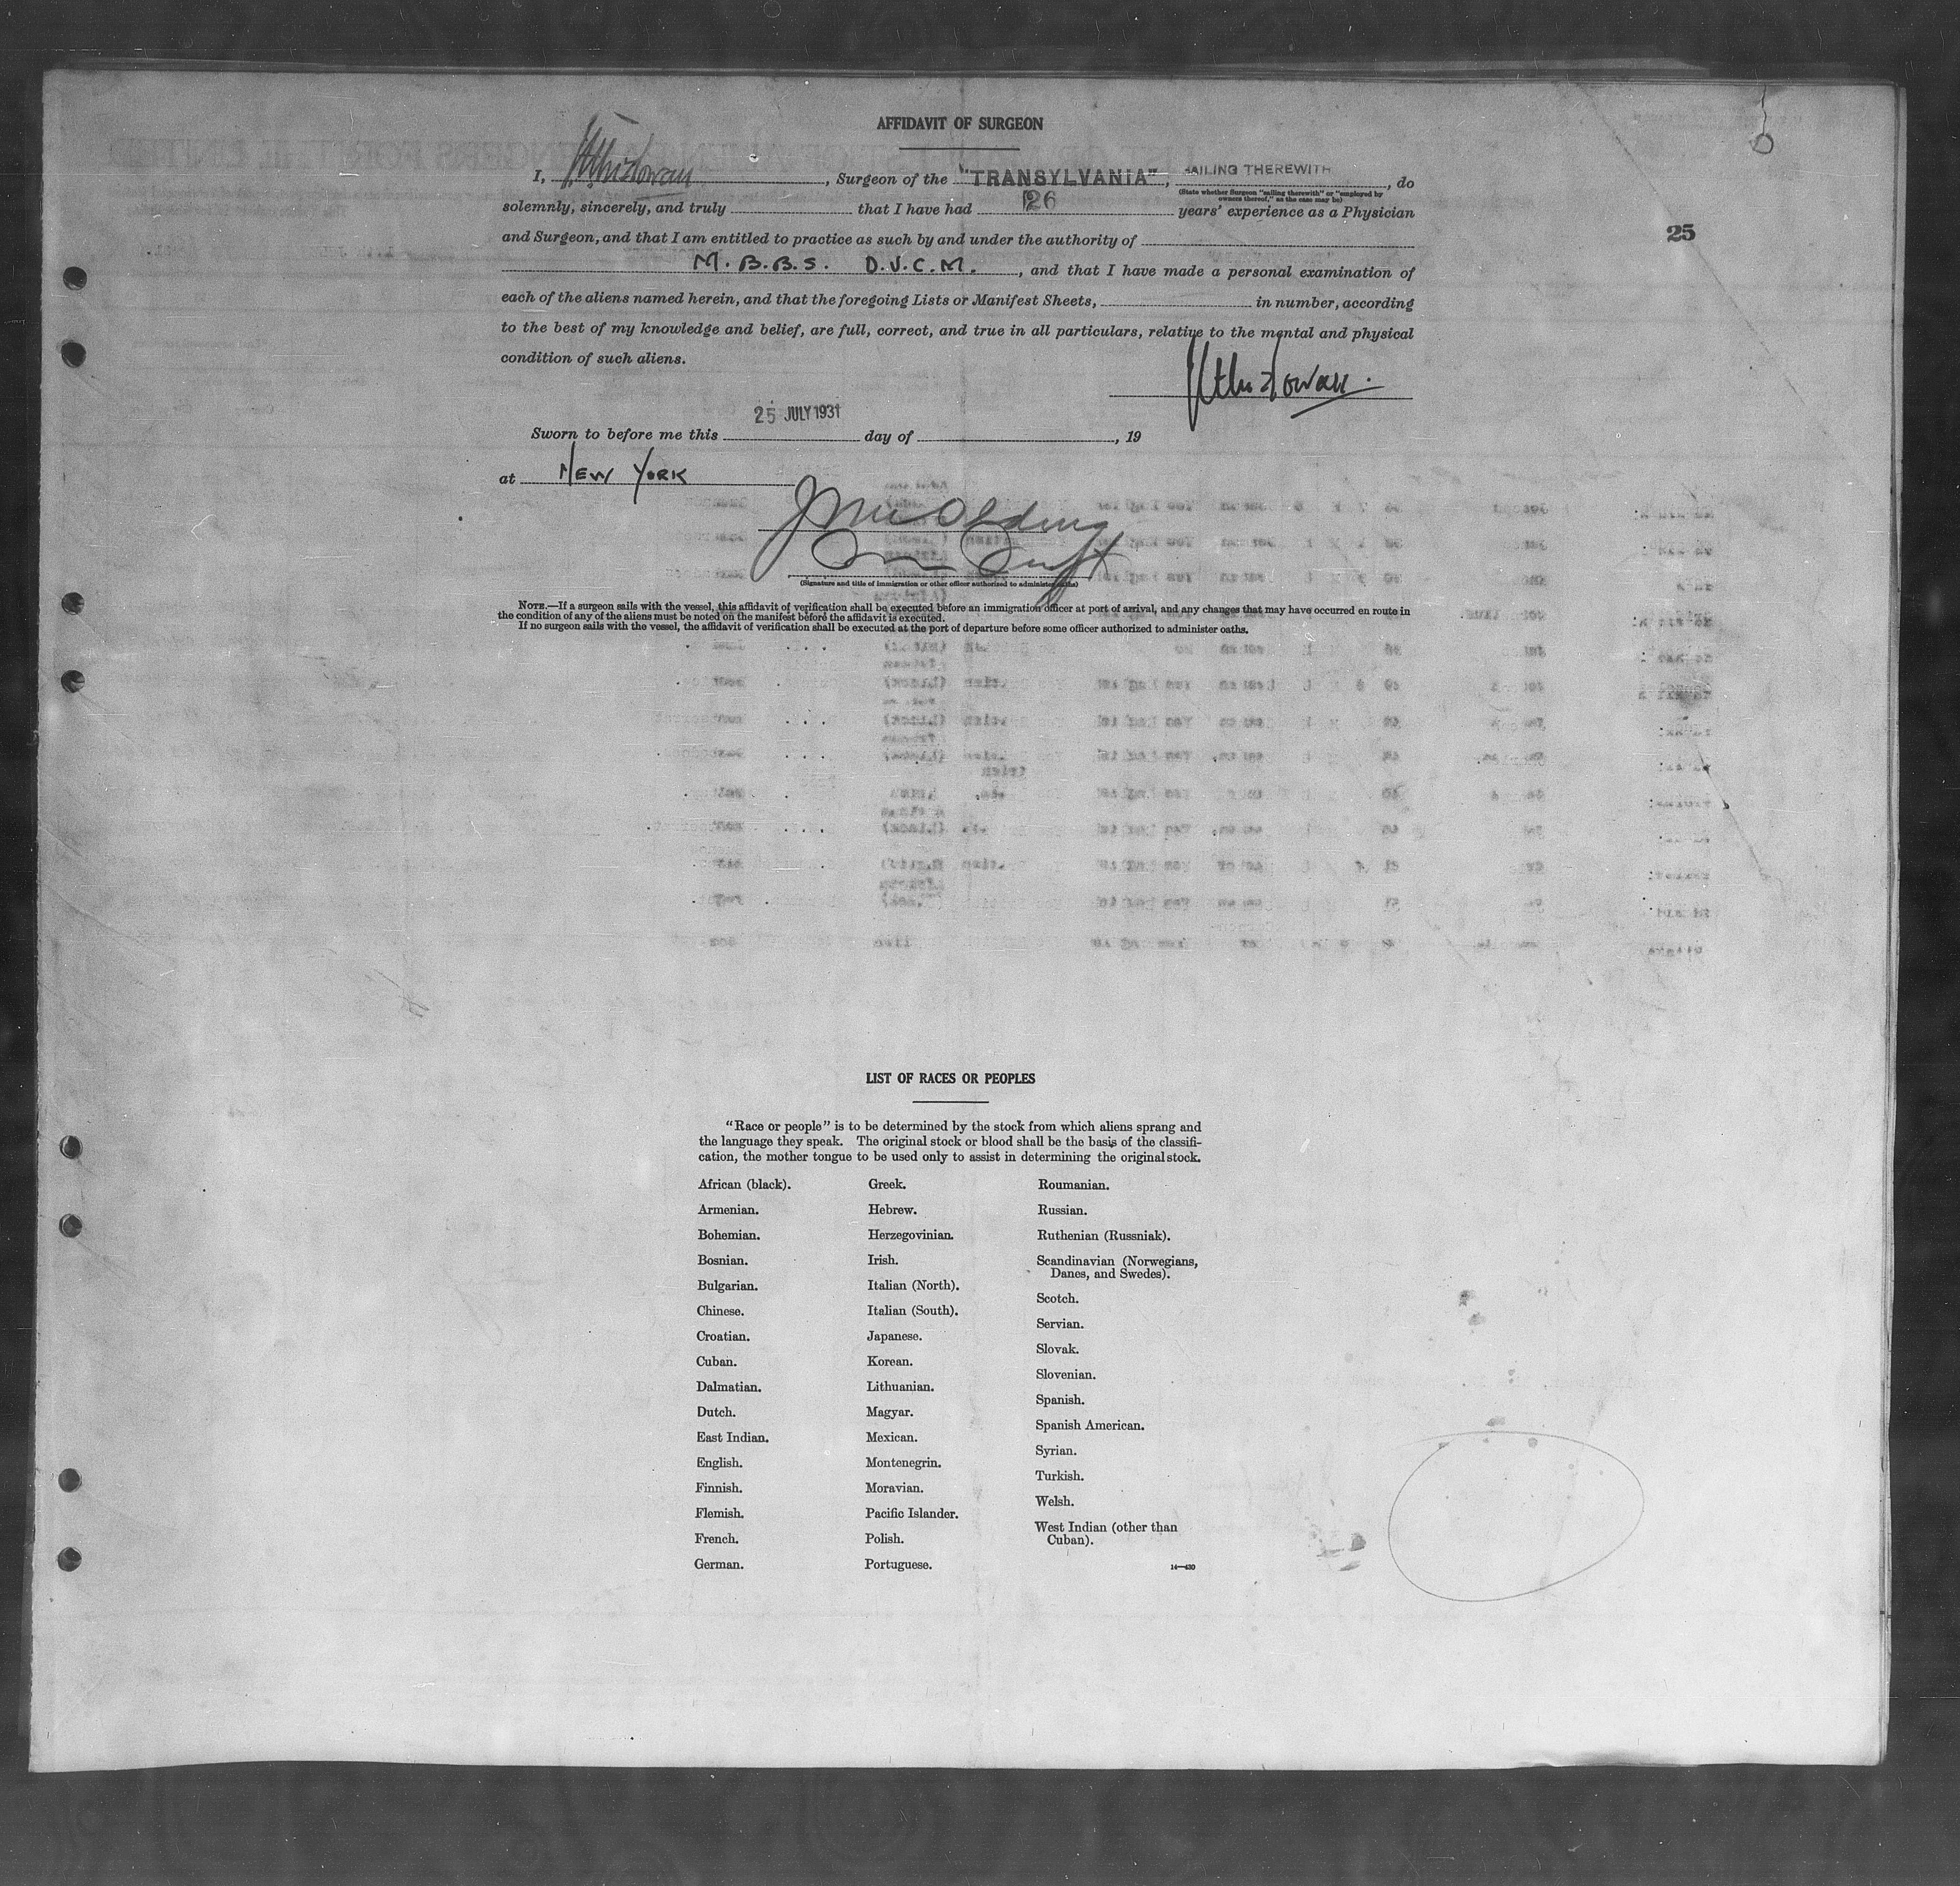 AFFIDAVIT OF SURGEON
I, , Surgeon of the "TRANSYLVANIA", SAILING THEREWITH, do
(State whether Surgeon "sailing therewith" or "employed by
owners thereof," as the case may be)
solemnly, sincerely, and truly that I have had 26 years' experience as a Physician
25
and Surgeon, and that I am entitled to practice as such by and under the authority of
M.B.B.S. D.V.C.M., and that I have made a personal examination of
each of the aliens named herein, and that the foregoing Lists or Manifest Sheets, in number, according
to the best of my knowledge and belief, are full, correct, and true in all particulars, relative to the mental and physical
condition of such aliens.
25 JULY 1931
Sworn to before me this day of , 19
at NEW YORK
(Signature and title of immigration or other officer authorized to administer oaths)
NOTE.—If a surgeon sails with the vessel, this affidavit of verification shall be executed before an immigration officer at port of arrival, and any changes that may have occurred en route in
the condition of any of the aliens must be noted on the manifest before the affidavit is executed.
If no surgeon sails with the vessel, the affidavit of verification shall be executed at the port of departure before some officer authorized to administer oaths.
LIST OF RACES OR PEOPLES
"Race or people" is to be determined by the stock from which aliens sprang and
the language they speak. The original stock or blood shall be the basis of the classifi-
cation, the mother tongue to be used only to assist in determining the original stock.
African (black).
Armenian.
Bohemian.
Bosnian.
Bulgarian.
Chinese.
Croatian.
Cuban.
Dalmatian.
Dutch.
East Indian.
English.
Finnish.
Flemish.
French.
German.
Greek.
Hebrew.
Herzegovinian.
Irish.
Italian (North).
Italian (South).
Japanese.
Korean.
Lithuanian.
Magyar.
Mexican.
Montenegrin.
Moravian.
Pacific Islander.
Polish.
Portuguese.
Roumanian.
Russian.
Ruthenian (Russniak).
Scandinavian (Norwegians,
Danes, and Swedes).
Scotch.
Servian.
Slovak.
Slovenian.
Spanish.
Spanish American.
Syrian.
Turkish.
Welsh.
West Indian (other than
Cuban).
14—430